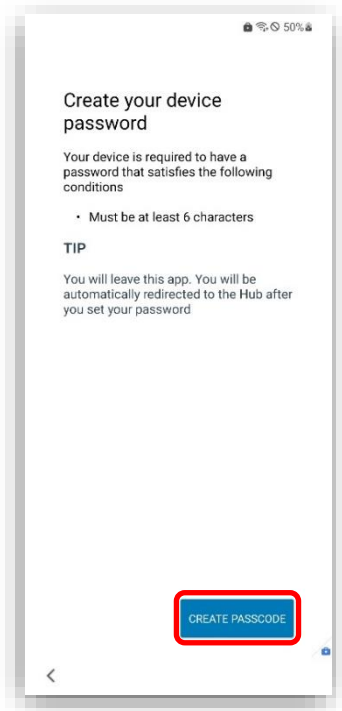 50%
Create your device
password
Your device is required to have a
password that satisfies the following
conditions
• Must be at least 6 characters
TIP
You will leave this app. You will be
automatically redirected to the Hub after
you set your password
CREATE PASSCODE